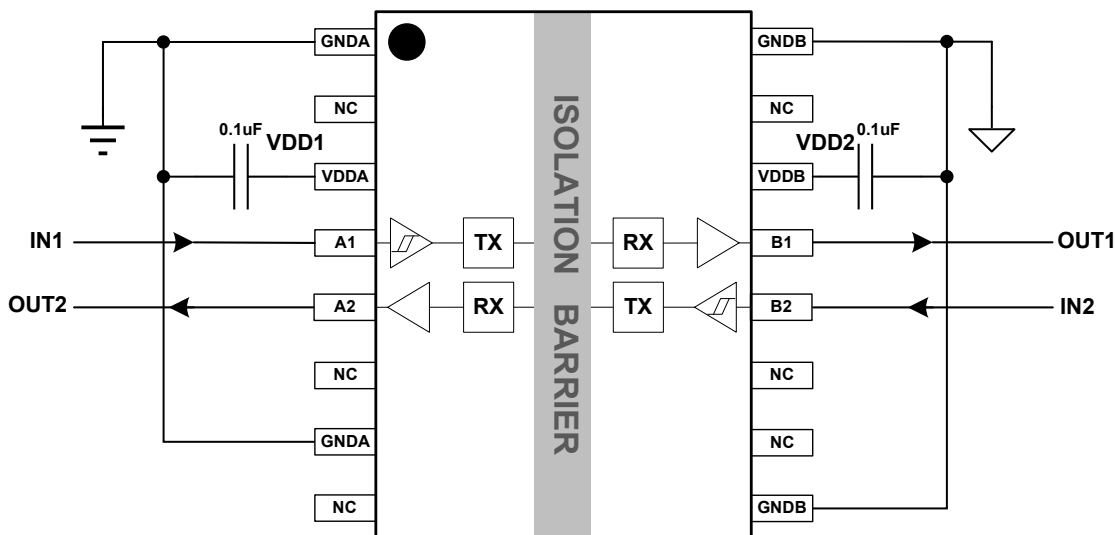 GNDA
NC
0.1uF
VDD1
VDDA
IN1
A1
TX
OUT2
A2
RX
NC
GNDA
NC
ISOLATION BARRIER
GNDB
NC
VDD2
0.1uF
VDDB
RX
B1
OUT1
TX
B2
IN2
NC
NC
GNDB